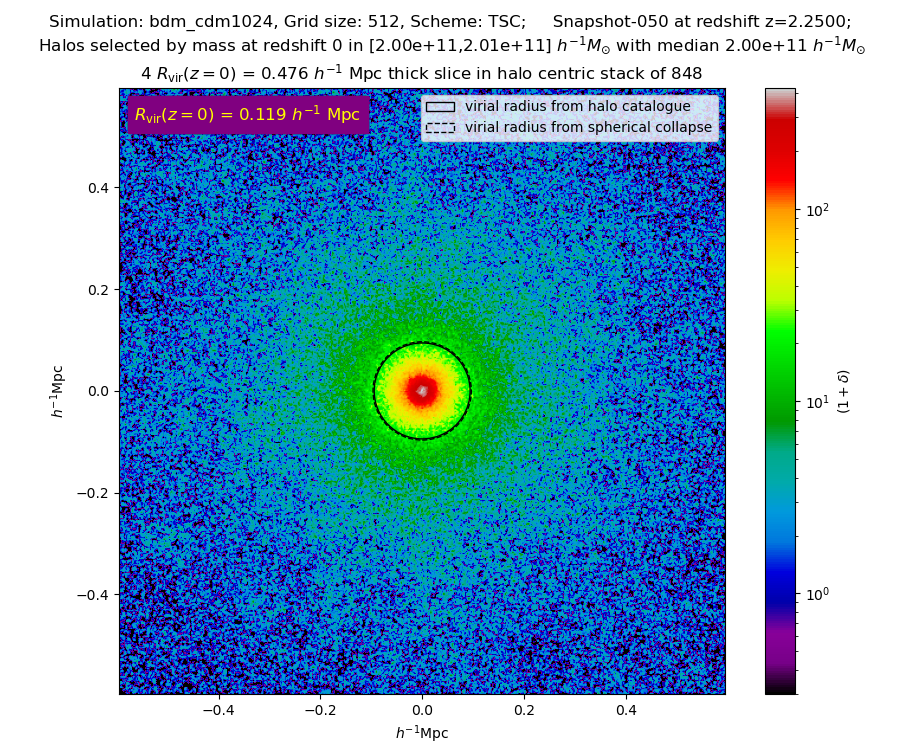 Simulation: bdm_cdm1024, Grid size: 512, Scheme: TSC; Snapshot-050 at redshift z=2.2500;
Halos selected by mass at redshift 0 in [2.00e+11,2.01e+11] h⁻¹M⊙ with median 2.00e+11 h⁻¹M⊙
4 Rvir(z = 0) = 0.476 h⁻¹ Mpc thick slice in halo centric stack of 848
Rvir(z = 0) = 0.119 h⁻¹ Mpc
virial radius from halo catalogue
virial radius from spherical collapse
0.4
0.2
0.0
−0.2
−0.4
h⁻¹Mpc
−0.4 −0.2 0.0 0.2 0.4
h⁻¹Mpc
10²
10¹
10⁰
(1 + δ)